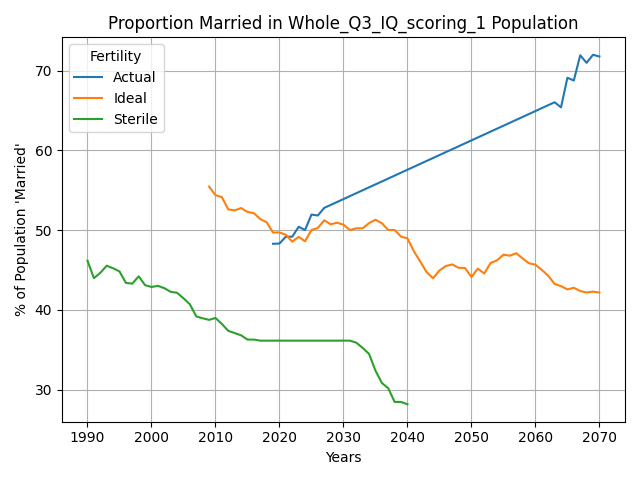 Proportion Married in Whole_Q3_IQ_scoring_1 Population
Fertility
Actual
Ideal
Sterile
% of Population 'Married'
70
60
50
40
30
1990 2000 2010 2020 2030 2040 2050 2060 2070
Years